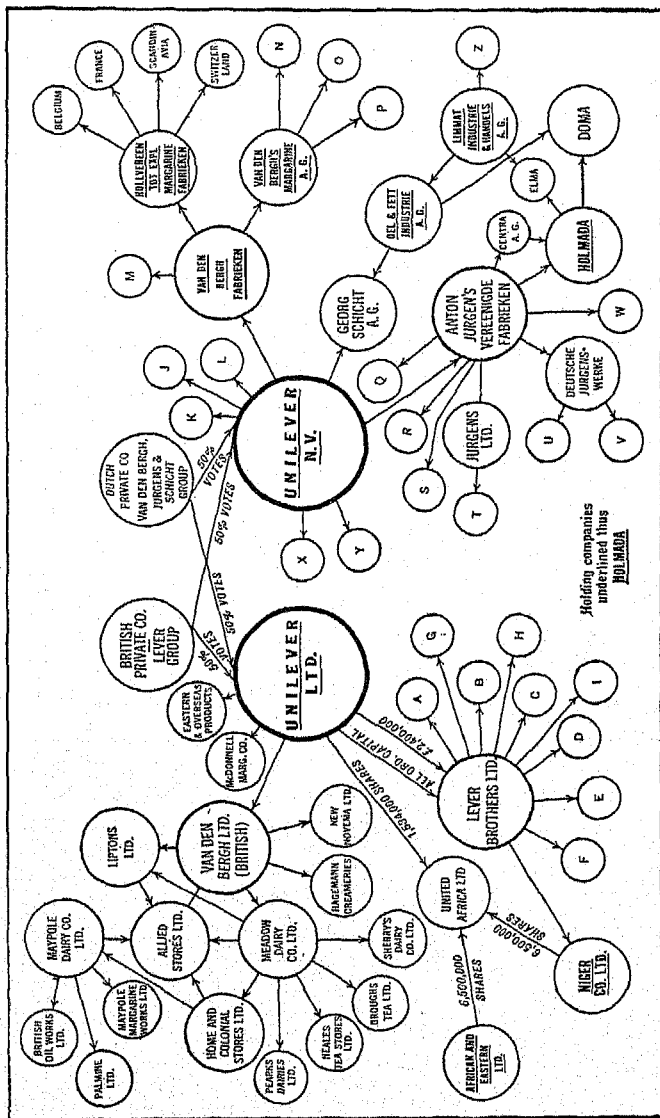 BELGIUM
FRANCE
SCANDIN-
AVIA
SWITZER
LAND
HOLLVEREEN
TOT EXPL
MARGARINE
FABRIEKEN
N
O
P
VAN DEN
BERGH'S
MARGARINE
A. G.
M
VAN DEN
BERGH
FABRIEKEN
Z
LIMMAT
INDUSTRIE
& HANDELS
A. G.
OEL & FETT
INDUSTRIE
A. G.
DOMA
ELMA
HOLMADA
CENTRA
A. G.
GEORG
SCHICHT
A. G.
ANTON
JURGEN'S
VEREENIGDE
FABRIEKEN
W
DEUTSCHE
JURGENS-
WERKE
U
V
Q
R
S
JURGENS
LTD.
T
J
K
L
DUTCH
PRIVATE CO
VAN DEN BERGH,
JURGENS &
SCHICHT
GROUP
50%
VOTES
50% VOTES
UNILEVER
N.V.
X
Y
Holding companies
underlined thus
HOLMADA
BRITISH
PRIVATE CO.
LEVER
GROUP
50%
VOTES
50% VOTES
UNILEVER
LTD.
EASTERN
& OVERSEAS
PRODUCTS
McDONNELL
MARG. CO.
1,504,000 SHARES
ALL ORD. CAPITAL
£2,400,000
G
A
B
H
C
I
D
E
F
LEVER
BROTHERS LTD.
UNITED
AFRICA LTD
6,500,000
SHARES
NIGER
CO. LTD.
6,500,000
SHARES
AFRICAN AND
EASTERN
LTD.
LIPTONS
LTD.
VAN DEN
BERGH LTD.
(BRITISH)
NEW
NOVEMA LTD.
HAGEMANN
CREAMERIES
MAYPOLE
DAIRY CO.
LTD.
ALLIED
STORES LTD.
MEADOW
DAIRY
CO. LTD.
SHERRY'S
DAIRY
CO. LTD.
BROUGHS
TEA LTD.
NEALES
TEA STORES
LTD.
PEARKS
DAIRIES
LTD.
HOME AND
COLONIAL
STORES LTD
MAYPOLE
MARGARINE
WORKS LTD
BRITISH
OIL WORKS
LTD.
PALMINE
LTD.